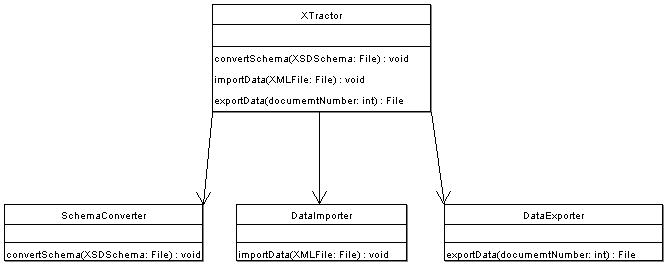 XTractor
convertSchema(XSDSchema: File) : void
importData(XMLFile: File) : void
exportData(documemtNumber: int) : File
SchemaConverter
convertSchema(XSDSchema: File) : void
DataImporter
importData(XMLFile: File) : void
DataExporter
exportData(documemtNumber: int) : File